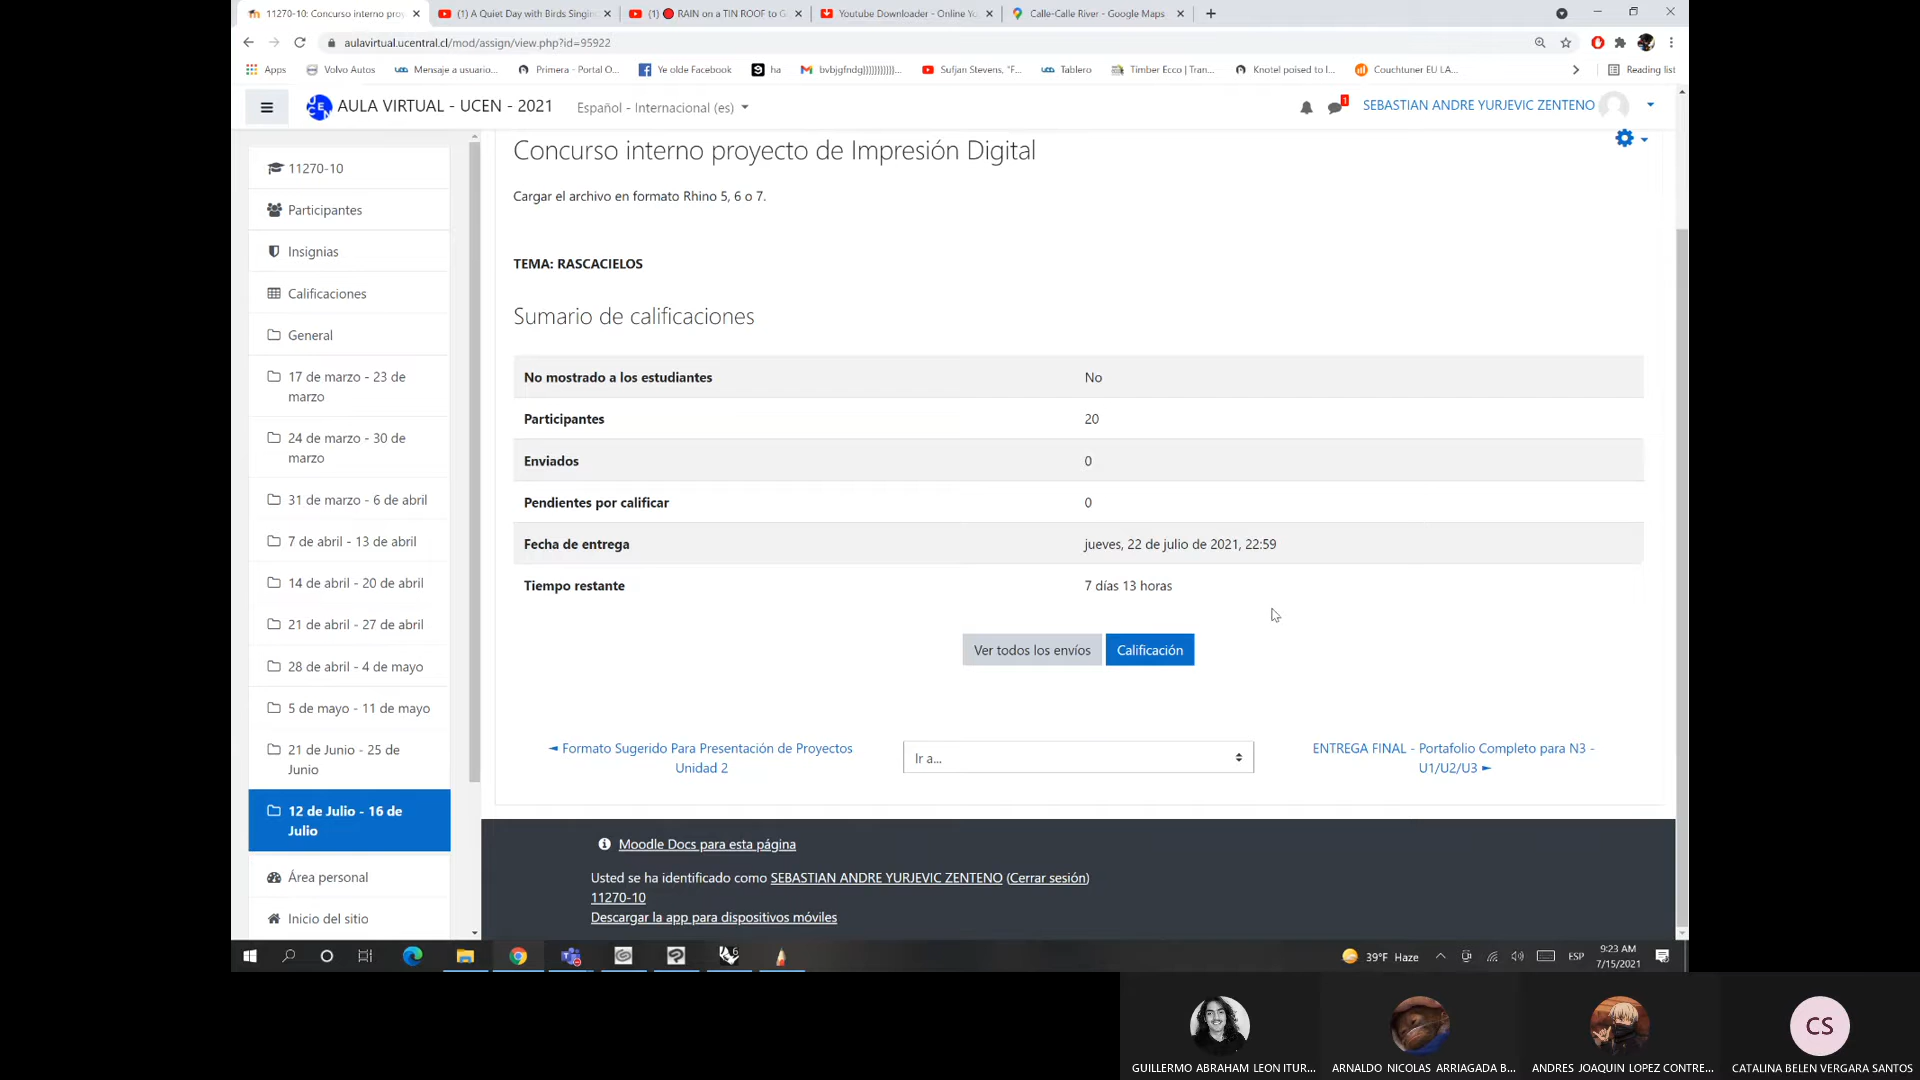 11270-10: Concurso interno proy
(1) A Quiet Day with Birds Singin
(1) 🔴 RAIN on a TIN ROOF to G
Youtube Downloader - Online Yo
Calle-Calle River - Google Maps
aulavirtual.ucentral.cl/mod/assign/view.php?id=95922
Apps
Volvo Autos
Mensaje a usuario...
Primera - Portal O...
Ye olde Facebook
ha
bvbjgfndg))))))))))...
Sufjan Stevens, "F...
Tablero
Timber Ecco | Tran...
Knotel poised to l...
Couchtuner EU LA...
Reading list
AULA VIRTUAL - UCEN - 2021
Español - Internacional (es)
1
SEBASTIAN ANDRE YURJEVIC ZENTENO
11270-10
Participantes
Insignias
Calificaciones
General
17 de marzo - 23 de
marzo
24 de marzo - 30 de
marzo
31 de marzo - 6 de abril
7 de abril - 13 de abril
14 de abril - 20 de abril
21 de abril - 27 de abril
28 de abril - 4 de mayo
5 de mayo - 11 de mayo
21 de Junio - 25 de
Junio
12 de Julio - 16 de
Julio
Área personal
Inicio del sitio
Concurso interno proyecto de Impresión Digital
Cargar el archivo en formato Rhino 5, 6 o 7.
TEMA: RASCACIELOS
Sumario de calificaciones
No mostrado a los estudiantes No
Participantes 20
Enviados 0
Pendientes por calificar 0
Fecha de entrega jueves, 22 de julio de 2021, 22:59
Tiempo restante 7 días 13 horas
Ver todos los envíos
Calificación
◄ Formato Sugerido Para Presentación de Proyectos
Unidad 2
Ir a...
ENTREGA FINAL - Portafolio Completo para N3 -
U1/U2/U3 ►
Moodle Docs para esta página
Usted se ha identificado como SEBASTIAN ANDRE YURJEVIC ZENTENO (Cerrar sesión)
11270-10
Descargar la app para dispositivos móviles
39°F Haze
ESP
9:23 AM
7/15/2021
CS
GUILLERMO ABRAHAM LEON ITUR...
ARNALDO NICOLAS ARRIAGADA B...
ANDRES JOAQUIN LOPEZ CONTRE...
CATALINA BELEN VERGARA SANTOS